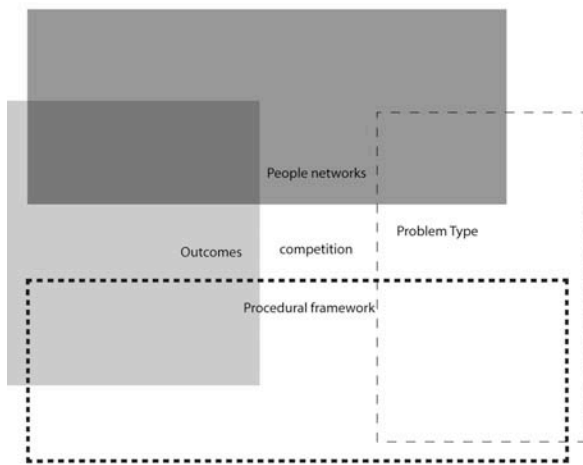 People networks
Problem Type
Outcomes
competition
Procedural framework